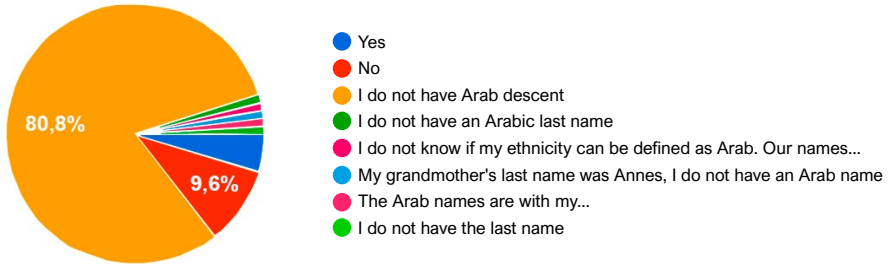 80,8%
9,6%
Yes
No
I do not have Arab descent
I do not have an Arabic last name
I do not know if my ethnicity can be defined as Arab. Our names...
My grandmother's last name was Annes, I do not have an Arab name
The Arab names are with my...
I do not have the last name